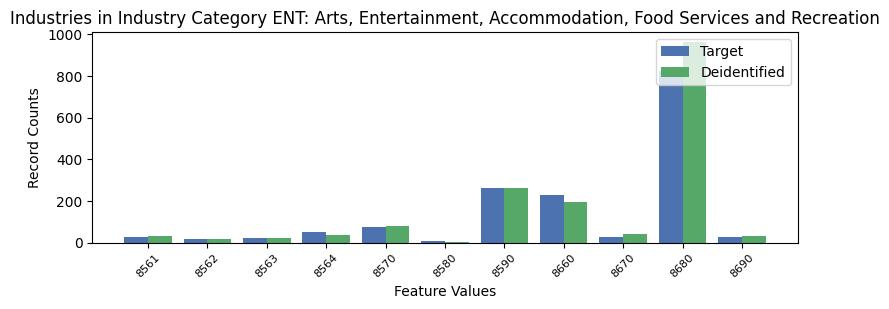 Industries in Industry Category ENT: Arts, Entertainment, Accommodation, Food Services and Recreation
1000
800
600
400
200
0
Record Counts
Target
Deidentified
8561 8562 8563 8564 8570 8580 8590 8660 8670 8680 8690
Feature Values